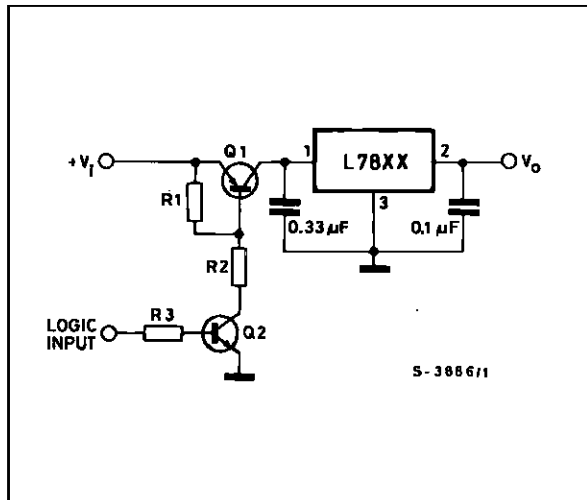 Q1
+VI
1
L78XX
2
VO
R1
3
0.33µF
0.1µF
R2
LOGIC
INPUT
R3
Q2
S-3886/1